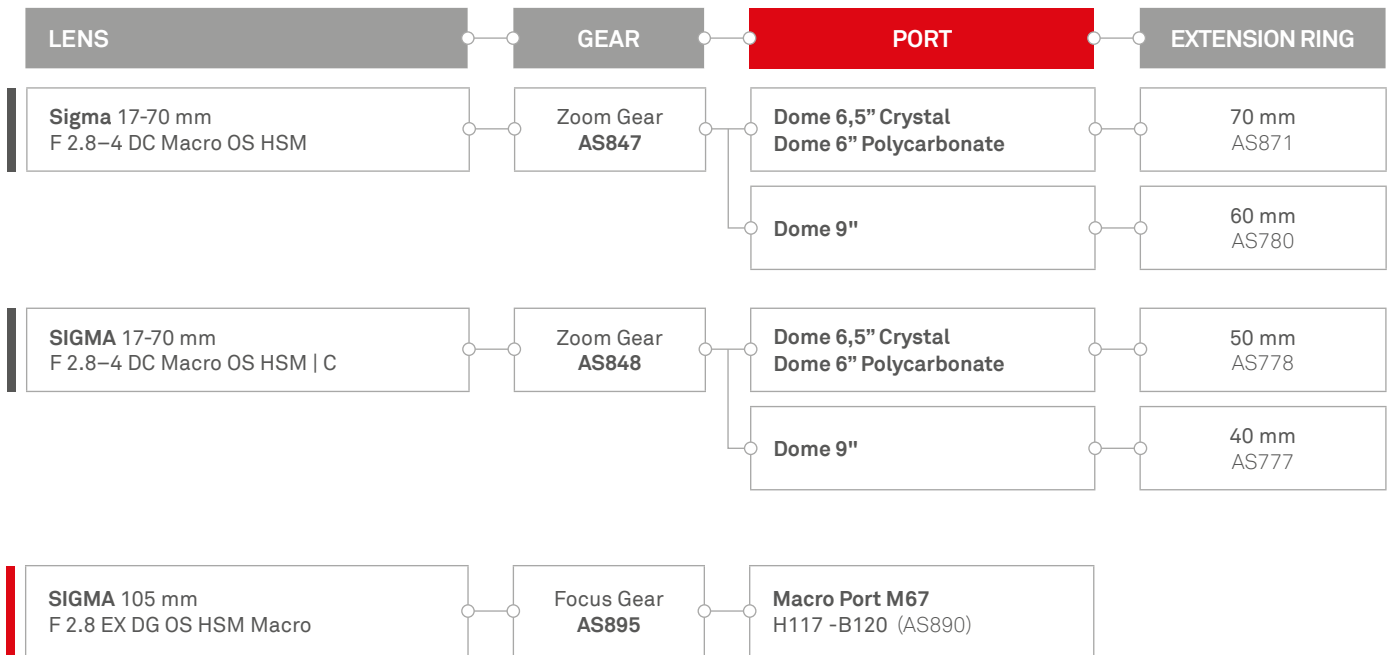 LENS
GEAR
PORT
EXTENSION RING
Sigma 17-70 mm
F 2.8–4 DC Macro OS HSM
Zoom Gear
AS847
Dome 6,5” Crystal
Dome 6” Polycarbonate
70 mm
AS871
Dome 9"
60 mm
AS780
SIGMA 17-70 mm
F 2.8–4 DC Macro OS HSM | C
Zoom Gear
AS848
Dome 6,5” Crystal
Dome 6” Polycarbonate
50 mm
AS778
Dome 9"
40 mm
AS777
SIGMA 105 mm
F 2.8 EX DG OS HSM Macro
Focus Gear
AS895
Macro Port M67
H117 -B120 (AS890)